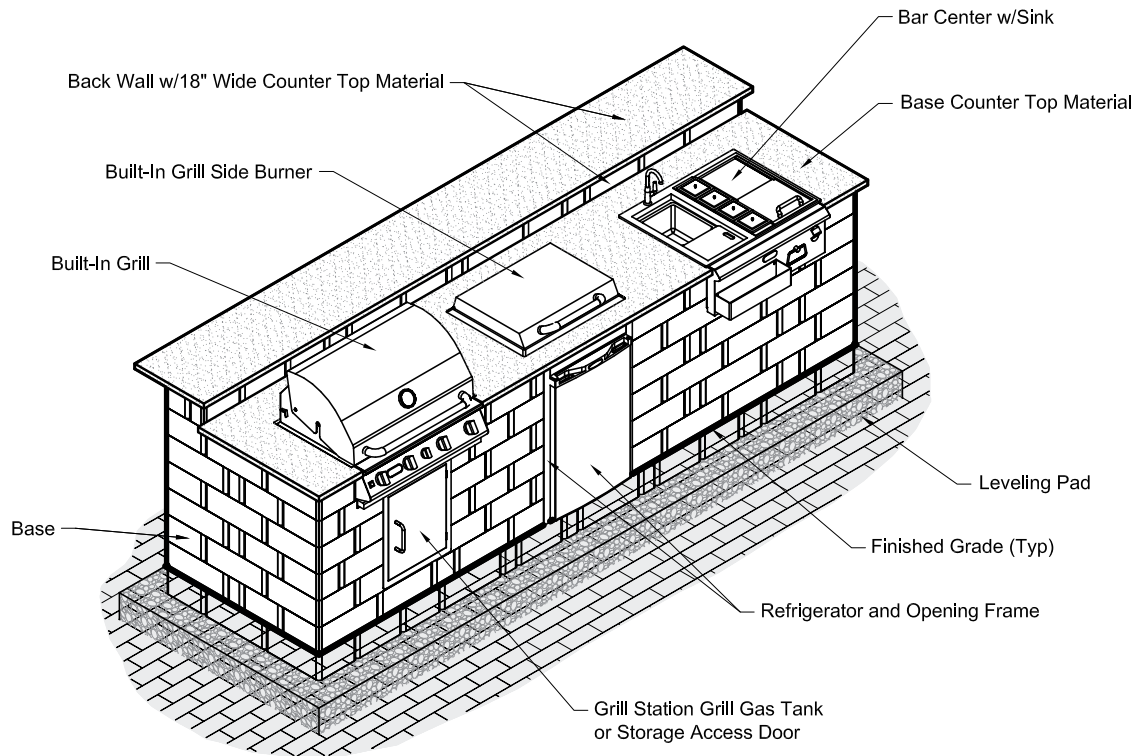 Bar Center w/Sink
Back Wall w/18" Wide Counter Top Material
Base Counter Top Material
Built-In Grill Side Burner
Built-In Grill
Leveling Pad
Base
Finished Grade (Typ)
Refrigerator and Opening Frame
Grill Station Grill Gas Tank
or Storage Access Door